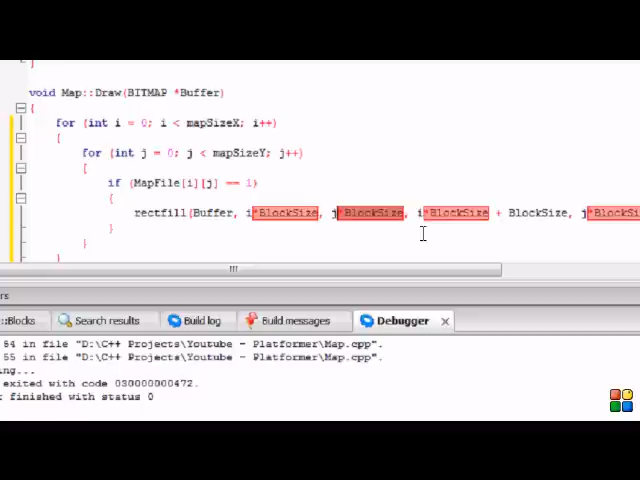 void Map::Draw(BITMAP *Buffer)
{
for (int i = 0; i < mapSizeX; i++)
{
for (int j = 0; j < mapSizeY; j++)
{
if (MapFile[i][j] == 1)
{
rectfill(Buffer, i*BlockSize, j*BlockSize, i*BlockSize + BlockSize, j*BlockSi
}
}
}
rs
::Blocks Search results Build log Build messages Debugger
84 in file "D:\C++ Projects\Youtube - Platformer\Map.cpp".
55 in file "D:\C++ Projects\Youtube - Platformer\Map.cpp".
ng...
exited with code 030000000472.
r finished with status 0